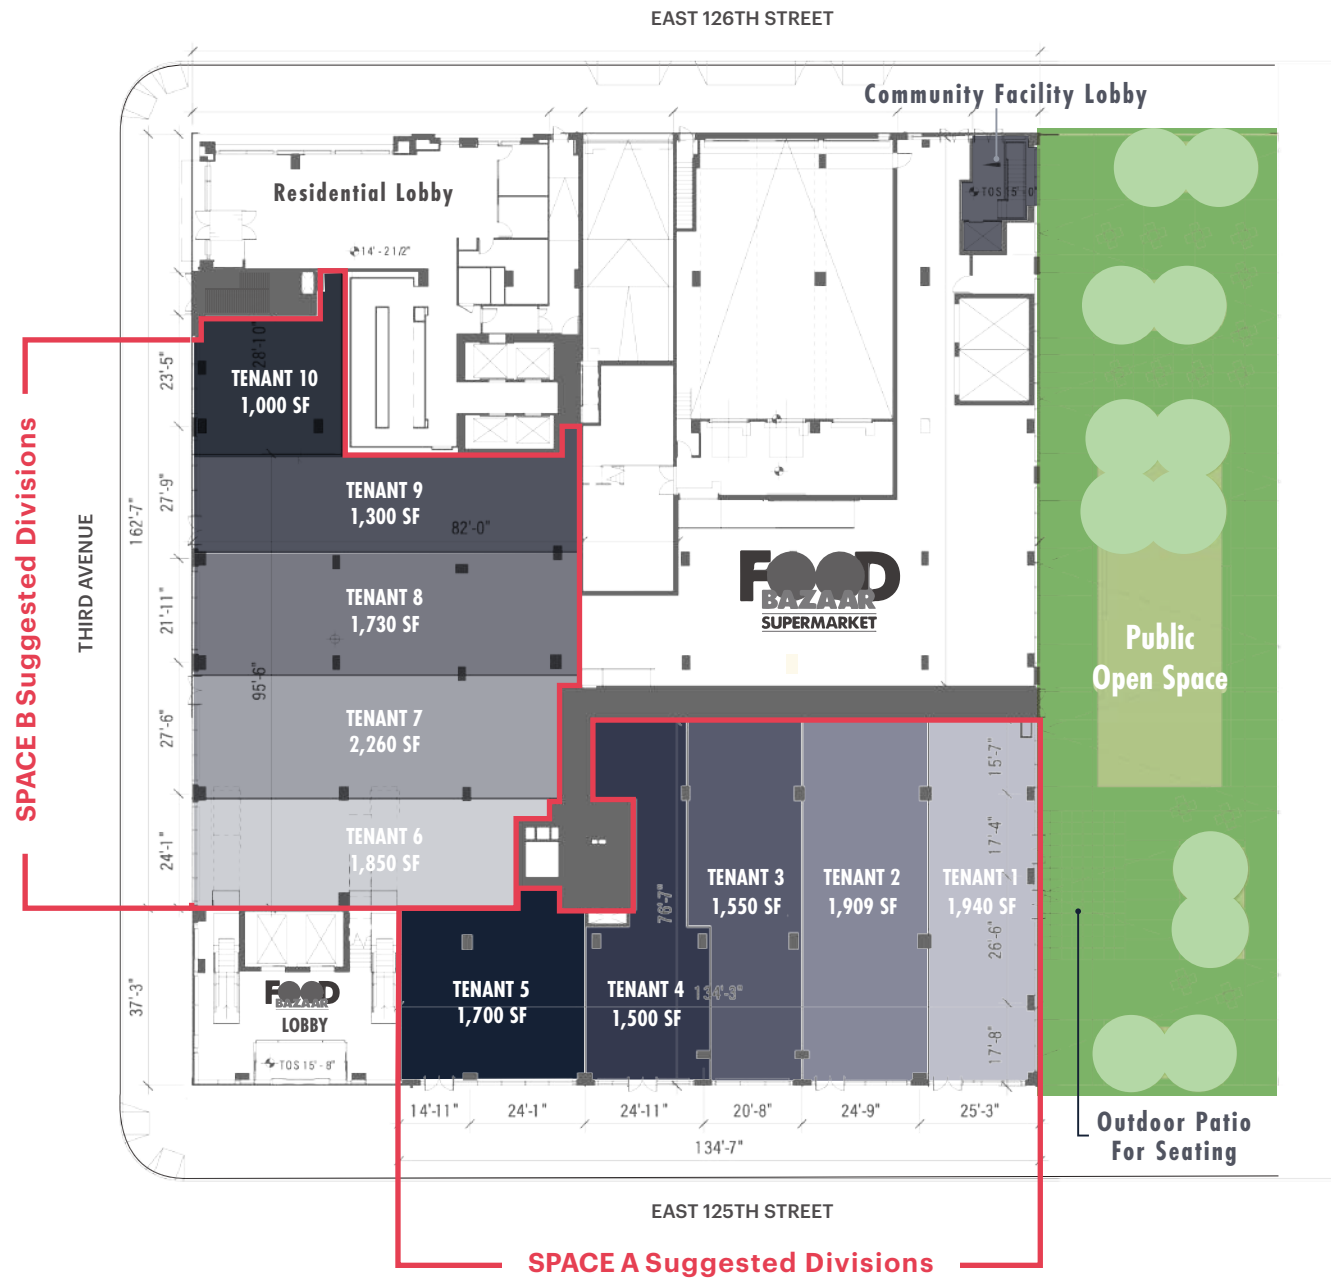 EAST 126TH STREET
Community Facility Lobby
Residential Lobby
TOS 15' - 0"
14' - 2 1/2"
28'-10"
23'-5"
TENANT 10
1,000 SF
27'-9"
TENANT 9
1,300 SF
82'-0"
162'-7"
THIRD AVENUE
SPACE B Suggested Divisions
21'-11"
TENANT 8
1,730 SF
FOOD
BAZAAR
SUPERMARKET
Public
Open Space
95'-6"
27'-6"
TENANT 7
2,260 SF
15'-7"
24'-1"
TENANT 6
1,850 SF
17'-4"
76'-7"
TENANT 3
1,550 SF
TENANT 2
1,909 SF
TENANT 1
1,940 SF
26'-6"
37'-3"
FOOD
BAZAAR
LOBBY
TOS 15' - 8"
TENANT 5
1,700 SF
TENANT 4
1,500 SF
134'-3"
17'-8"
14'-11"
24'-1"
24'-11"
20'-8"
24'-9"
25'-3"
134'-7"
Outdoor Patio
For Seating
EAST 125TH STREET
SPACE A Suggested Divisions